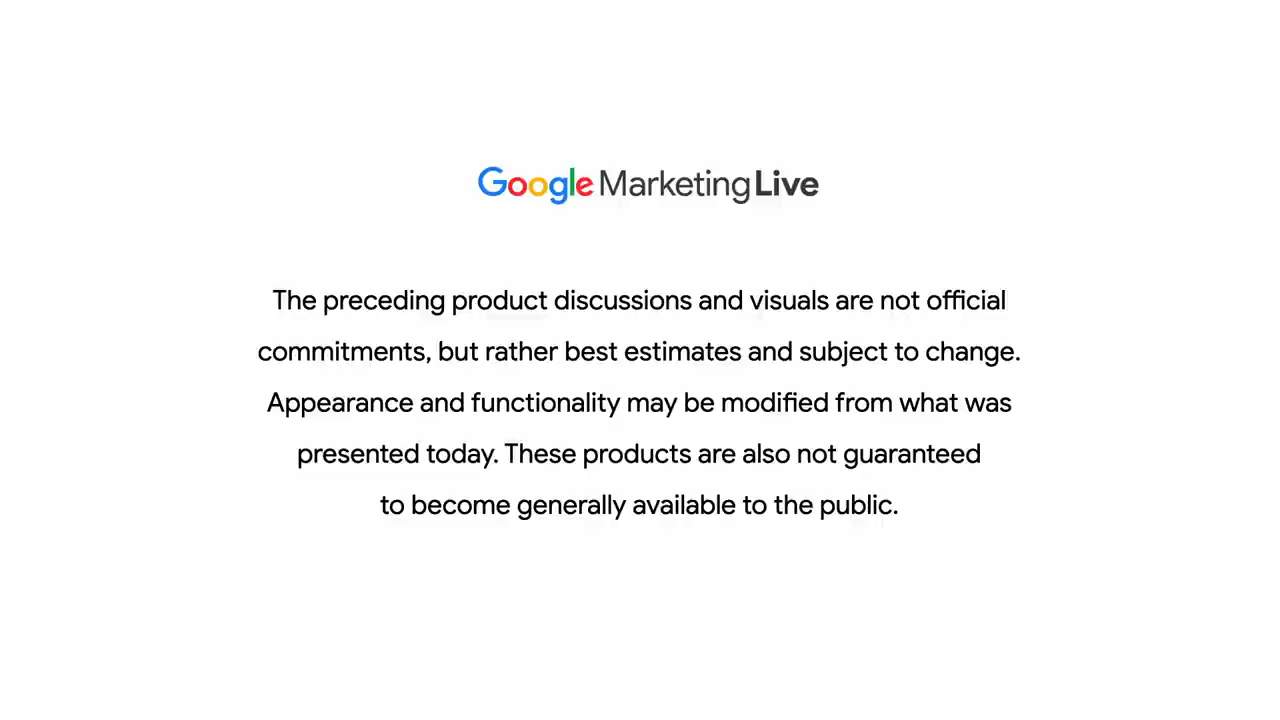 Google Marketing Live
The preceding product discussions and visuals are not official
commitments, but rather best estimates and subject to change.
Appearance and functionality may be modified from what was
presented today. These products are also not guaranteed
to become generally available to the public.